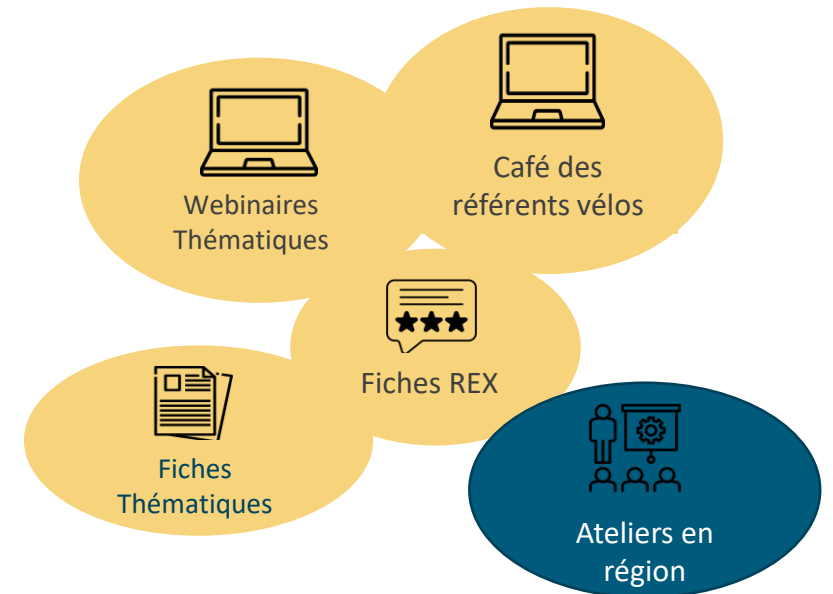 Webinaires
Thématiques
Café des
référents vélos
Fiches REX
Fiches
Thématiques
Ateliers en
région